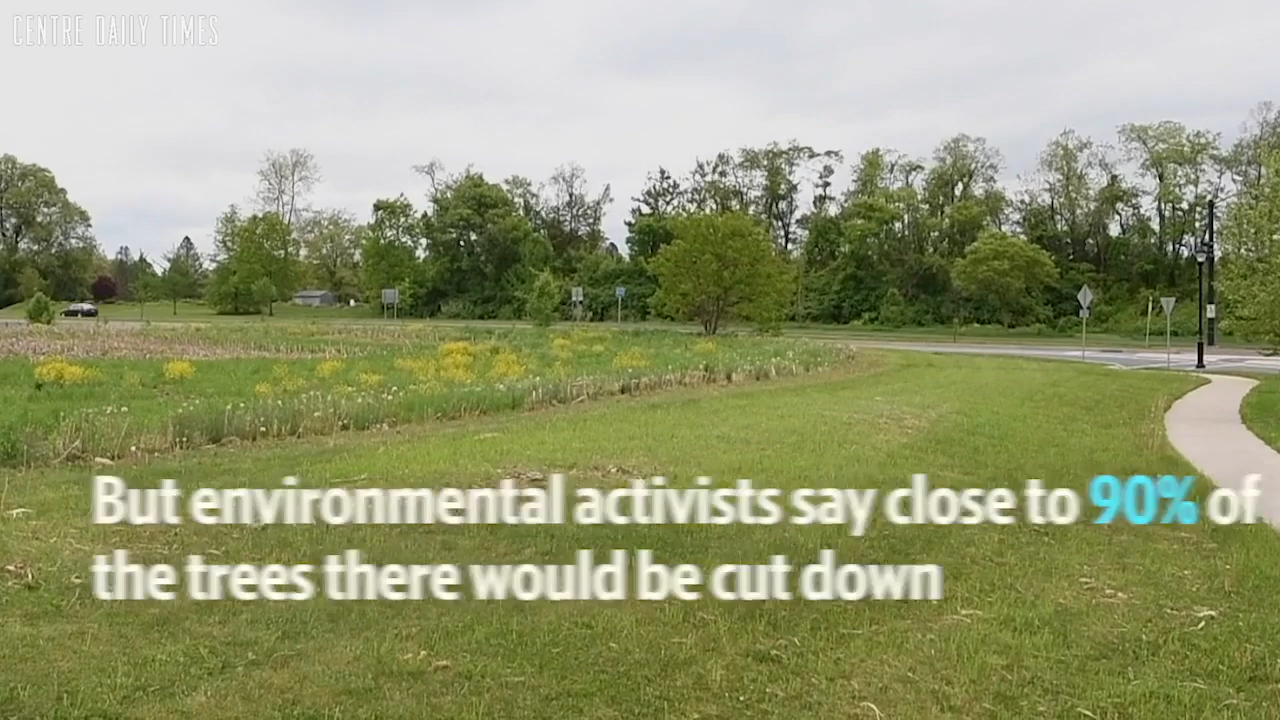 CENTRE DAILY TIMES
But environmental activists say close to 90% of
the trees there would be cut down